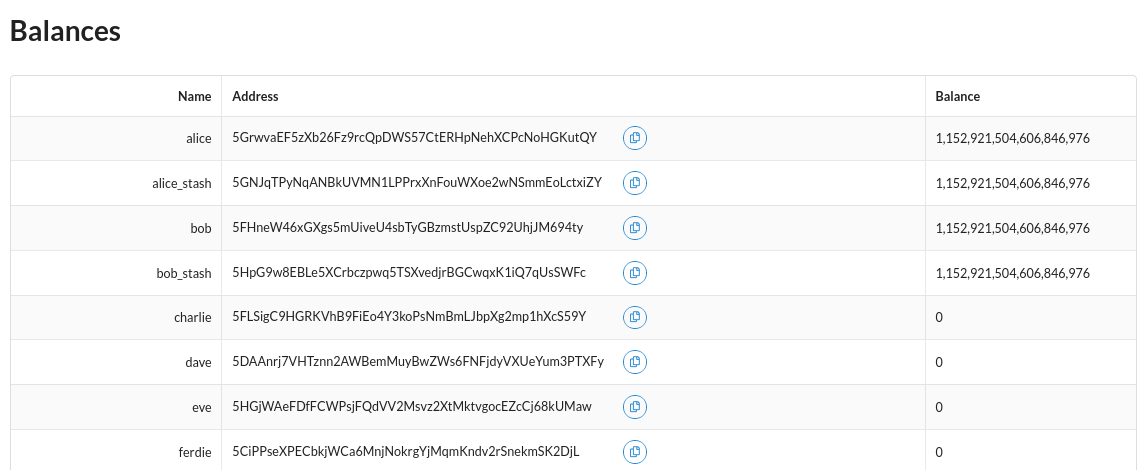 Balances
Name Address Balance
alice 5GrwvaEF5zXb26Fz9rcQpDWS57CtERHpNehXCPcNoHGKutQY 1,152,921,504,606,846,976
alice_stash 5GNJqTPyNqANBkUVMN1LPPrxXnFouWXoe2wNSmmEoLctxiZY 1,152,921,504,606,846,976
bob 5FHneW46xGXgs5mUiveU4sbTyGBzmstUspZC92UhjJM694ty 1,152,921,504,606,846,976
bob_stash 5HpG9w8EBLe5XCrbczpwq5TSXvedjrBGCwqxK1iQ7qUsSWFc 1,152,921,504,606,846,976
charlie 5FLSigC9HGRKVhB9FiEo4Y3koPsNmBmLJbpXg2mp1hXcS59Y 0
dave 5DAAnrj7VHTznn2AWBemMuyBwZWs6FNFjdyVXUeYum3PTXFy 0
eve 5HGjWAeFDfFCWPsjFQdVV2Msvz2XtMktvgocEZcCj68kUMaw 0
ferdie 5CiPPseXPECbkjWCa6MnjNokrgYjMqmKndv2rSnekmSK2DjL 0